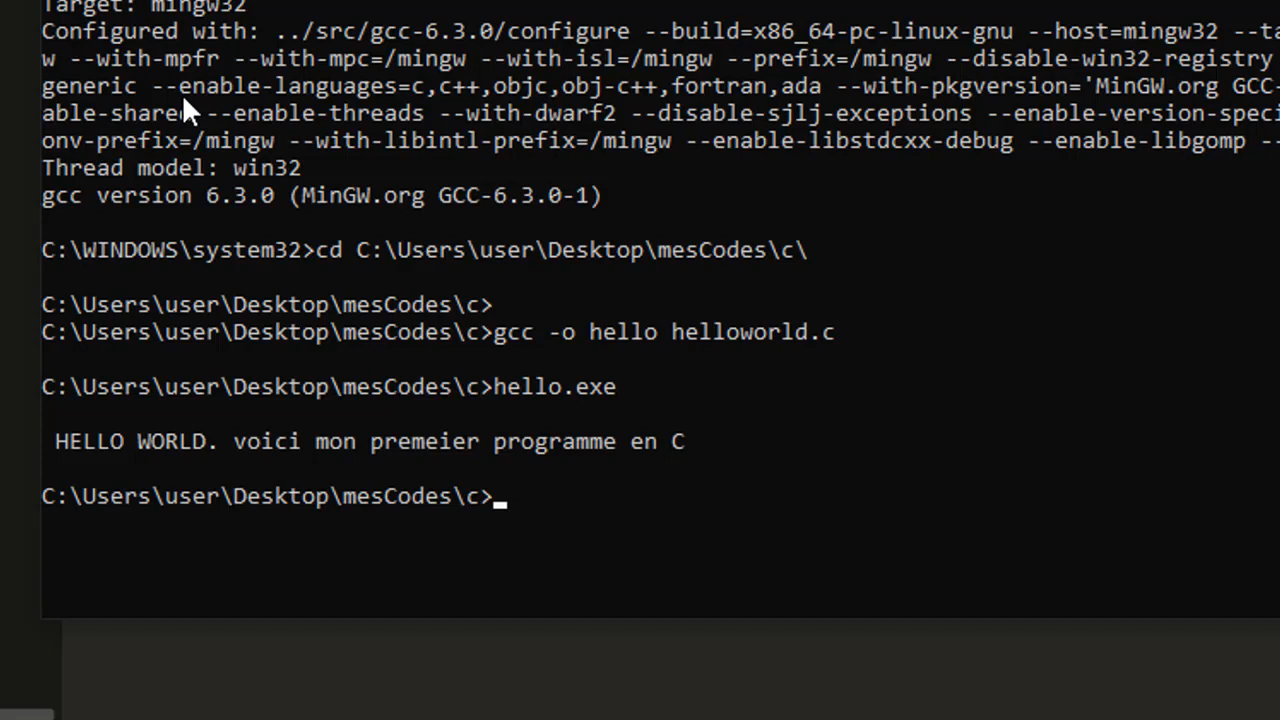 Target: mingw32
Configured with: ../src/gcc-6.3.0/configure --build=x86_64-pc-linux-gnu --host=mingw32 --ta
w --with-mpfr --with-mpc=/mingw --with-isl=/mingw --prefix=/mingw --disable-win32-registry
generic --enable-languages=c,c++,objc,obj-c++,fortran,ada --with-pkgversion='MinGW.org GCC-
able-shared --enable-threads --with-dwarf2 --disable-sjlj-exceptions --enable-version-speci
onv-prefix=/mingw --with-libintl-prefix=/mingw --enable-libstdcxx-debug --enable-libgomp --
Thread model: win32
gcc version 6.3.0 (MinGW.org GCC-6.3.0-1)
C:\WINDOWS\system32>cd C:\Users\user\Desktop\mesCodes\c\
C:\Users\user\Desktop\mesCodes\c>
C:\Users\user\Desktop\mesCodes\c>gcc -o hello helloworld.c
C:\Users\user\Desktop\mesCodes\c>hello.exe
HELLO WORLD. voici mon premeier programme en C
C:\Users\user\Desktop\mesCodes\c>